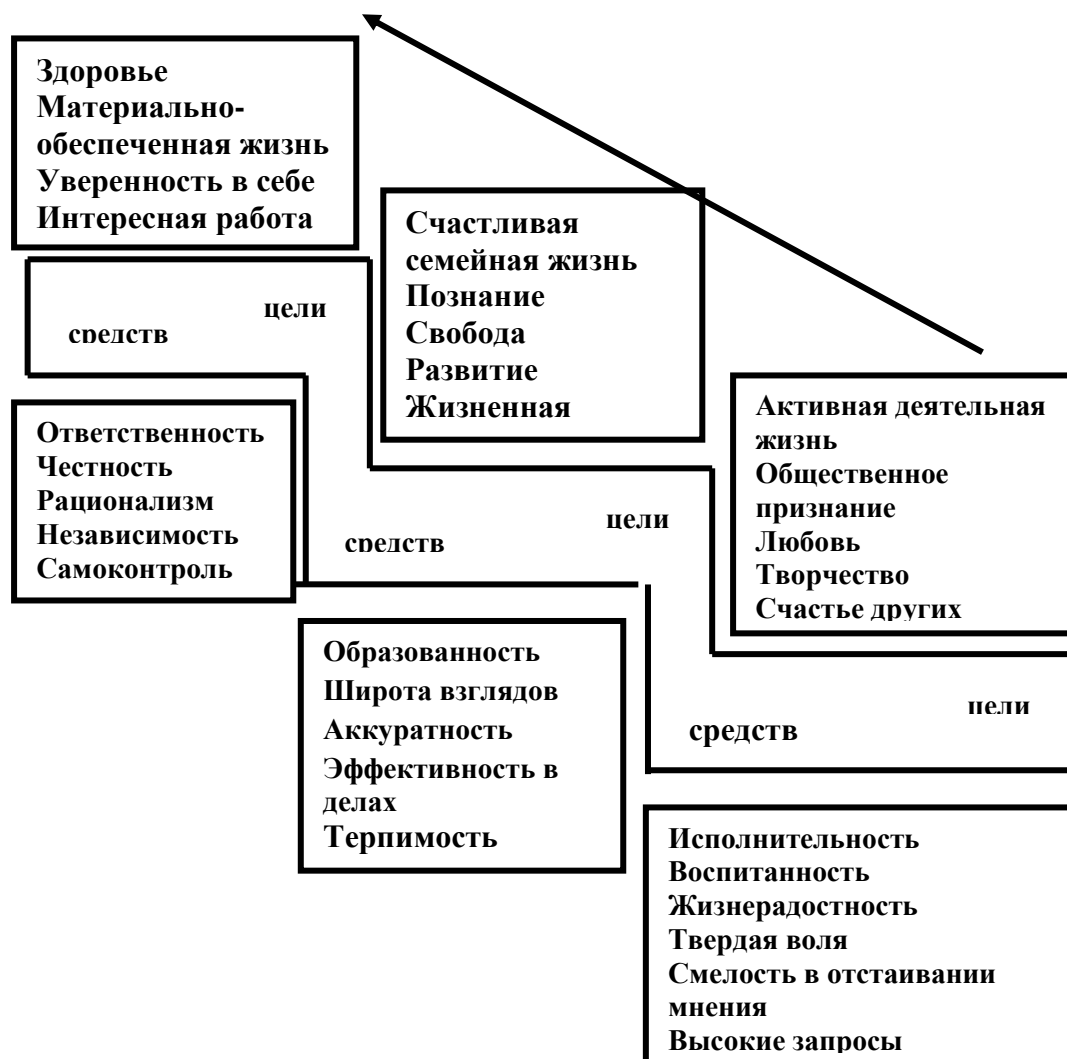 Здоровье
Материально-
обеспеченная жизнь
Уверенность в себе
Интересная работа
цели
средств
Счастливая
семейная жизнь
Познание
Свобода
Развитие
Жизненная
Ответственность
Честность
Рационализм
Независимость
Самоконтроль
цели
средств
Активная деятельная
жизнь
Общественное
признание
Любовь
Творчество
Счастье других
Образованность
Широта взглядов
Аккуратность
Эффективность в
делах
Терпимость
цели
средств
Исполнительность
Воспитанность
Жизнерадостность
Твердая воля
Смелость в отстаивании
мнения
Высокие запросы